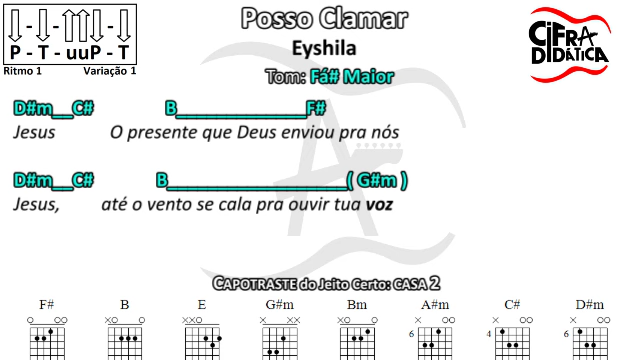 Posso Clamar
Eyshila
P - T - uuP - T
Ritmo 1 Variação 1
CiFRA
DIDÁTICA
Tom: Fá# Maior
D#m__C# B______________F#
Jesus O presente que Deus enviou pra nós
D#m__C# B________________( G#m )
Jesus, até o vento se cala pra ouvir tua voz
CAPOTRASTE do Jeito Certo: CASA 2
F# B E G#m Bm A#m C# D#m
6 4 6